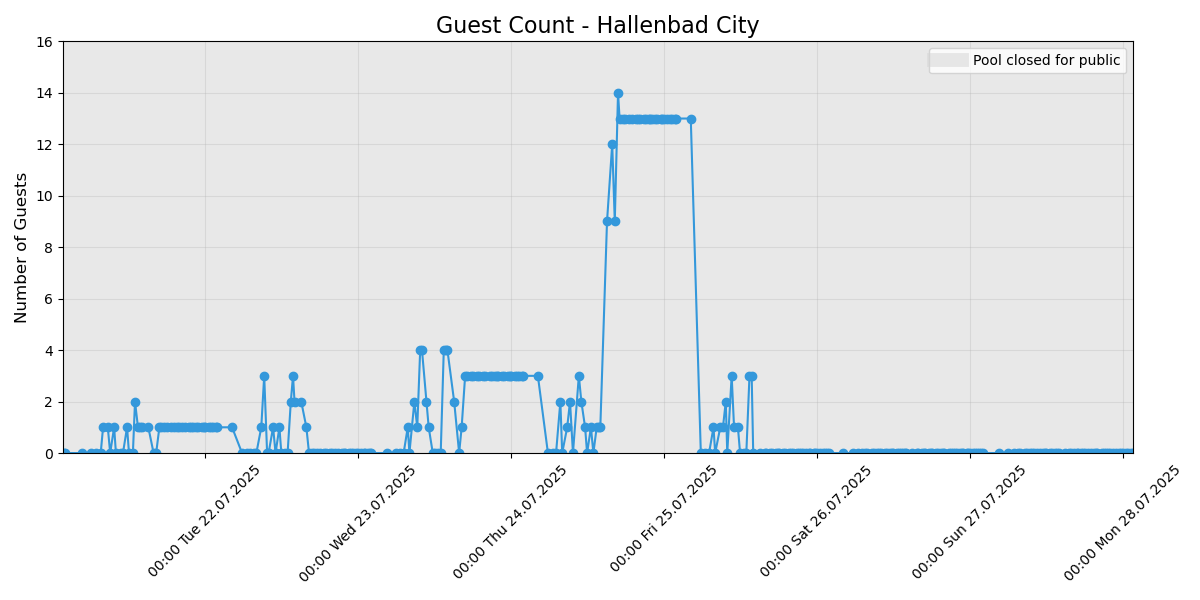 Guest Count - Hallenbad City
Pool closed for public
Number of Guests
16
14
12
10
8
6
4
2
0
00:00 Tue 22.07.2025
00:00 Wed 23.07.2025
00:00 Thu 24.07.2025
00:00 Fri 25.07.2025
00:00 Sat 26.07.2025
00:00 Sun 27.07.2025
00:00 Mon 28.07.2025